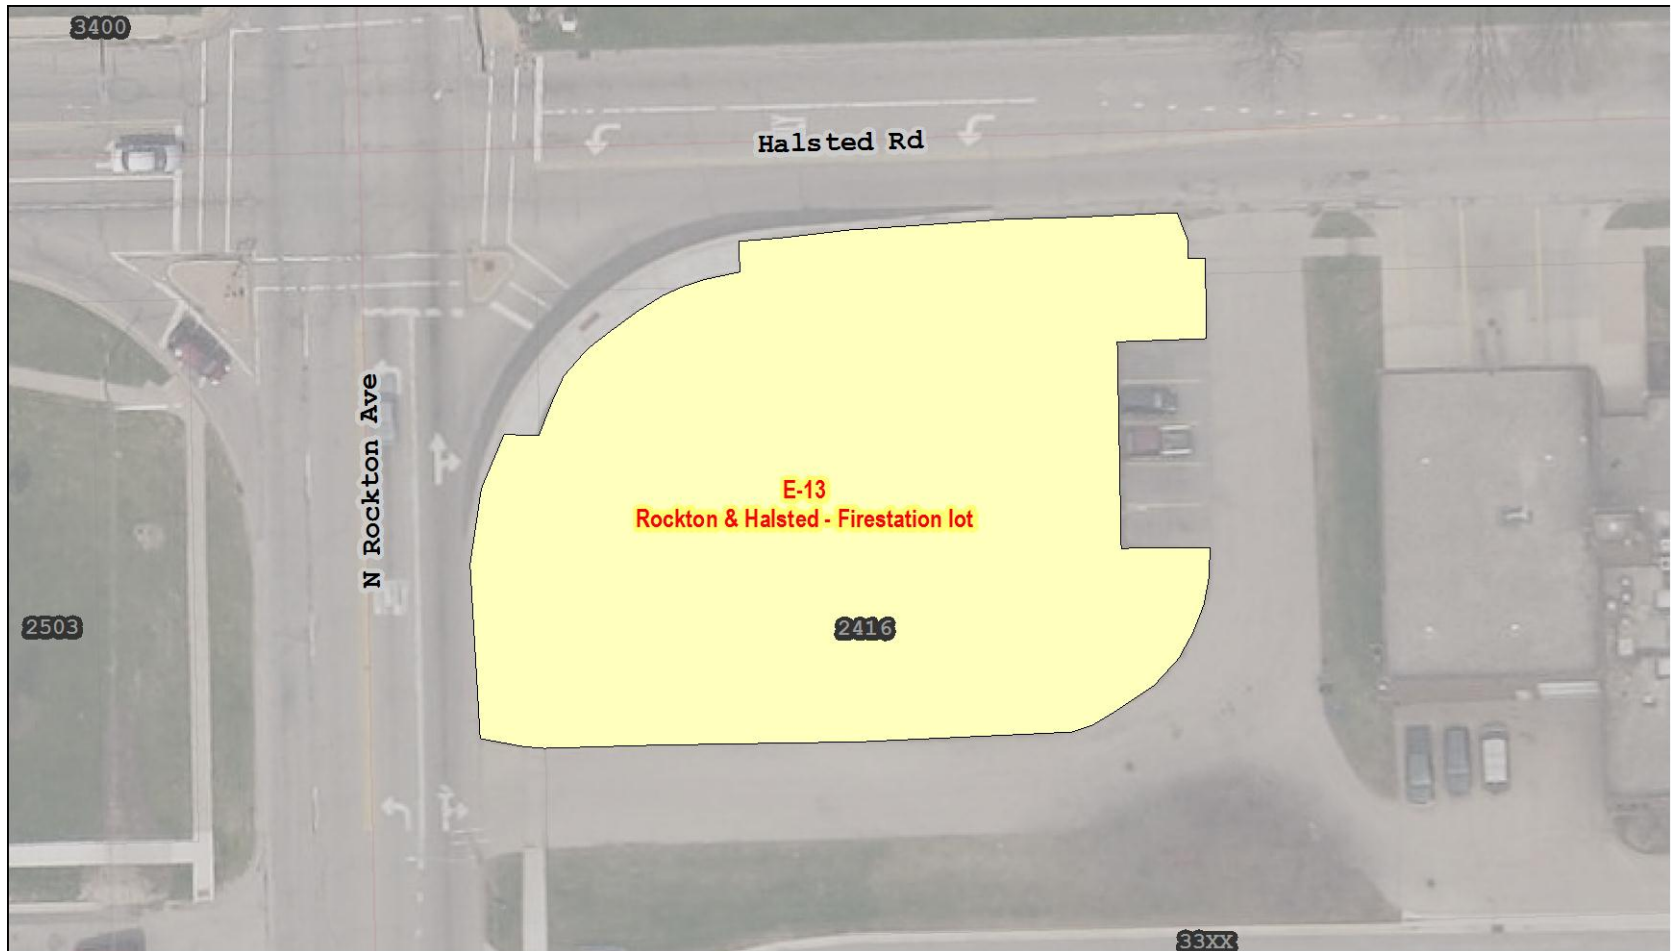 3400
Halsted Rd
N Rockton Ave
E-13
Rockton & Halsted - Firestation lot
2503
2416
33XX